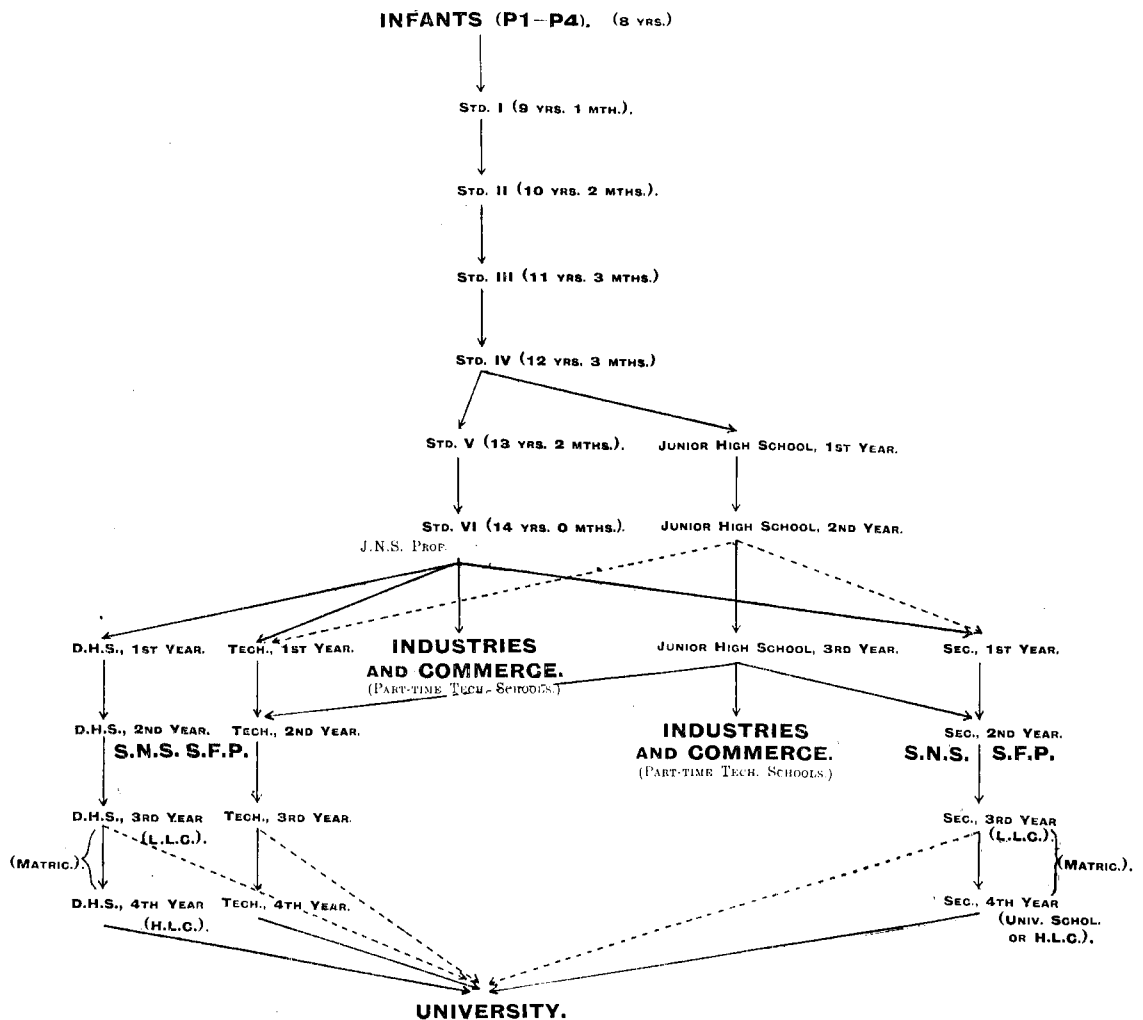 INFANTS (P1–P4). (8 YRS.)
STD. I (9 YRS. 1 MTH.).
STD. II (10 YRS. 2 MTHS.).
STD. III (11 YRS. 3 MTHS.)
STD. IV (12 YRS. 3 MTHS.)
STD. V (13 YRS. 2 MTHS.). JUNIOR HIGH SCHOOL, 1ST YEAR.
STD. VI (14 YRS. 0 MTHS.). JUNIOR HIGH SCHOOL, 2ND YEAR.
J.N.S. PROF.
D.H.S., 1ST YEAR. TECH., 1ST YEAR. INDUSTRIES JUNIOR HIGH SCHOOL, 3RD YEAR. SEC., 1ST YEAR.
AND COMMERCE.
(PART-TIME TECH. SCHOOLS.)
D.H.S., 2ND YEAR. TECH., 2ND YEAR. INDUSTRIES SEC., 2ND YEAR.
S.N.S. S.F.P. AND COMMERCE. S.N.S. S.F.P.
(PART-TIME TECH. SCHOOLS.)
D.H.S., 3RD YEAR TECH., 3RD YEAR. SEC., 3RD YEAR
(L.L.C.). (L.L.C.).
(MATRIC.). (MATRIC.).
D.H.S., 4TH YEAR TECH., 4TH YEAR. SEC., 4TH YEAR
(H.L.C.). (UNIV. SCHOL.
OR H.L.C.).
UNIVERSITY.